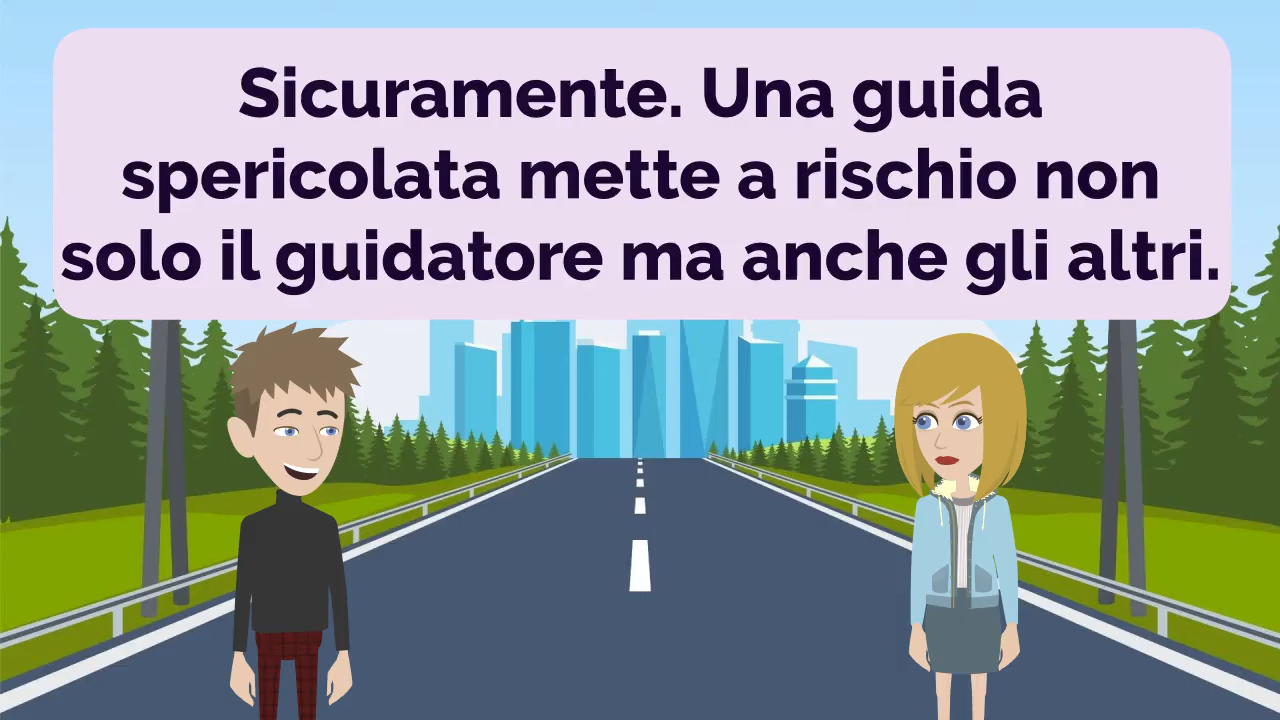 Sicuramente. Una guida
spericolata mette a rischio non
solo il guidatore ma anche gli altri.